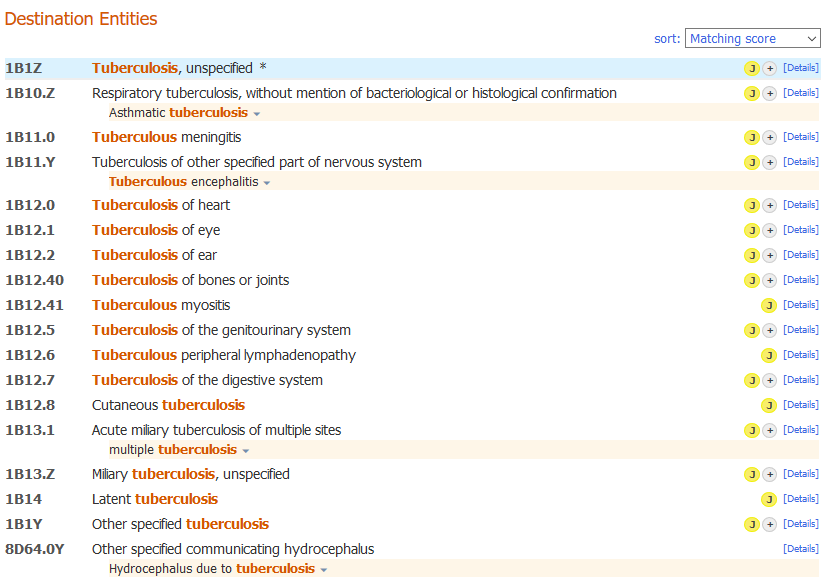 Destination Entities
sort: Matching score
1B1Z Tuberculosis, unspecified * J + [Details]
1B10.Z Respiratory tuberculosis, without mention of bacteriological or histological confirmation J + [Details]
Asthmatic tuberculosis
1B11.0 Tuberculous meningitis J + [Details]
1B11.Y Tuberculosis of other specified part of nervous system J + [Details]
Tuberculous encephalitis
1B12.0 Tuberculosis of heart J + [Details]
1B12.1 Tuberculosis of eye J + [Details]
1B12.2 Tuberculosis of ear J + [Details]
1B12.40 Tuberculosis of bones or joints J + [Details]
1B12.41 Tuberculous myositis J [Details]
1B12.5 Tuberculosis of the genitourinary system J + [Details]
1B12.6 Tuberculous peripheral lymphadenopathy J [Details]
1B12.7 Tuberculosis of the digestive system J + [Details]
1B12.8 Cutaneous tuberculosis J [Details]
1B13.1 Acute miliary tuberculosis of multiple sites J + [Details]
multiple tuberculosis
1B13.Z Miliary tuberculosis, unspecified J + [Details]
1B14 Latent tuberculosis J [Details]
1B1Y Other specified tuberculosis J + [Details]
8D64.0Y Other specified communicating hydrocephalus [Details]
Hydrocephalus due to tuberculosis